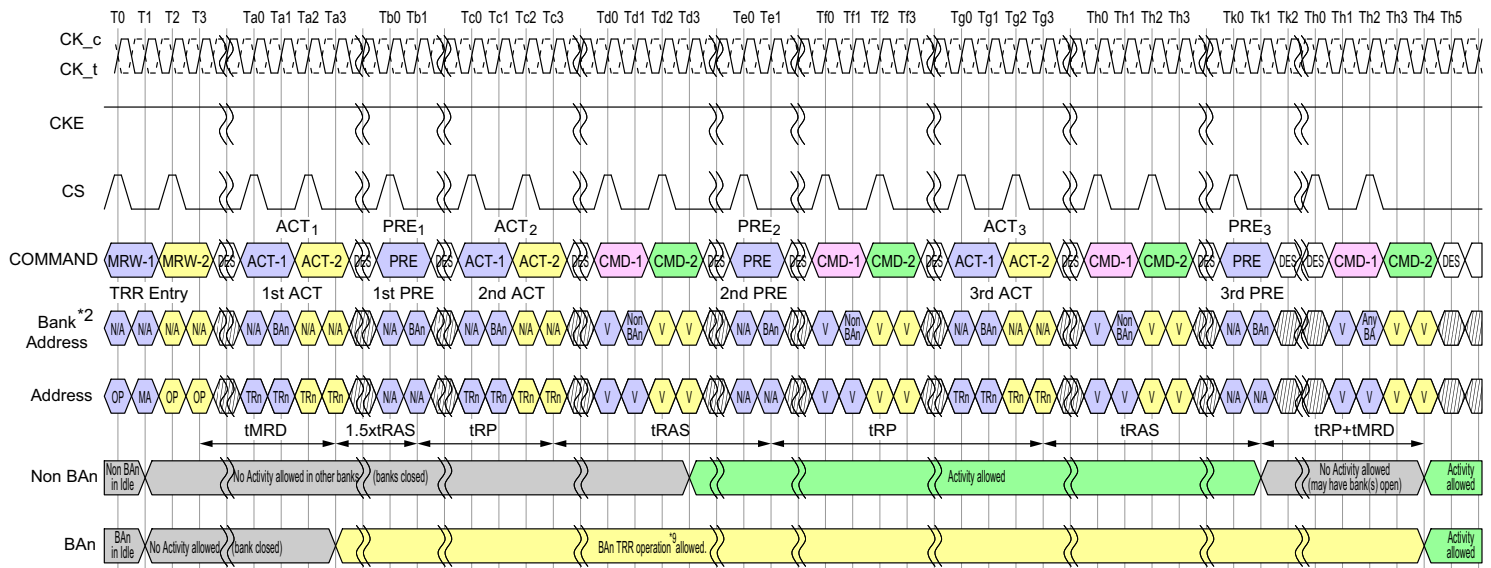 T0 T1 T2 T3 Ta0 Ta1 Ta2 Ta3 Tb0 Tb1 Tc0 Tc1 Tc2 Tc3 Td0 Td1 Td2 Td3 Te0 Te1 Tf0 Tf1 Tf2 Tf3 Tg0 Tg1 Tg2 Tg3 Th0 Th1 Th2 Th3 Tk0 Tk1 Tk2 Th0 Th1 Th2 Th3 Th4 Th5
CK_c
CK_t
CKE
CS
ACT1 PRE1 ACT2 PRE2 ACT3 PRE3
COMMAND MRW-1 MRW-2 DES ACT-1 ACT-2 DES PRE DES ACT-1 ACT-2 DES CMD-1 CMD-2 DES PRE DES CMD-1 CMD-2 DES ACT-1 ACT-2 DES CMD-1 CMD-2 DES PRE DES DES CMD-1 CMD-2 DES
TRR Entry 1st ACT 1st PRE 2nd ACT 2nd PRE 3rd ACT 3rd PRE
Bank*2
Address
N/A N/A N/A N/A N/A BAn N/A N/A N/A BAn N/A BAn N/A N/A V Non BAn V V N/A BAn V Non BAn V V N/A BAn N/A N/A V Non BAn V V N/A BAn V Any BA V V
Address OP MA OP OP TRn TRn TRn TRn N/A N/A TRn TRn TRn TRn V V V V N/A N/A V V V V TRn TRn TRn TRn V V V V N/A N/A V V V V
tMRD 1.5xtRAS tRP tRAS tRP tRAS tRP+tMRD
Non BAn
Non BAn
in Idle
No Activity allowed in other banks (banks closed)
Activity allowed
No Activity allowed
(may have bank(s) open)
Activity
allowed
BAn
BAn
in Idle
No Activity allowed (bank closed)
BAn TRR operation*9 allowed.
Activity
allowed